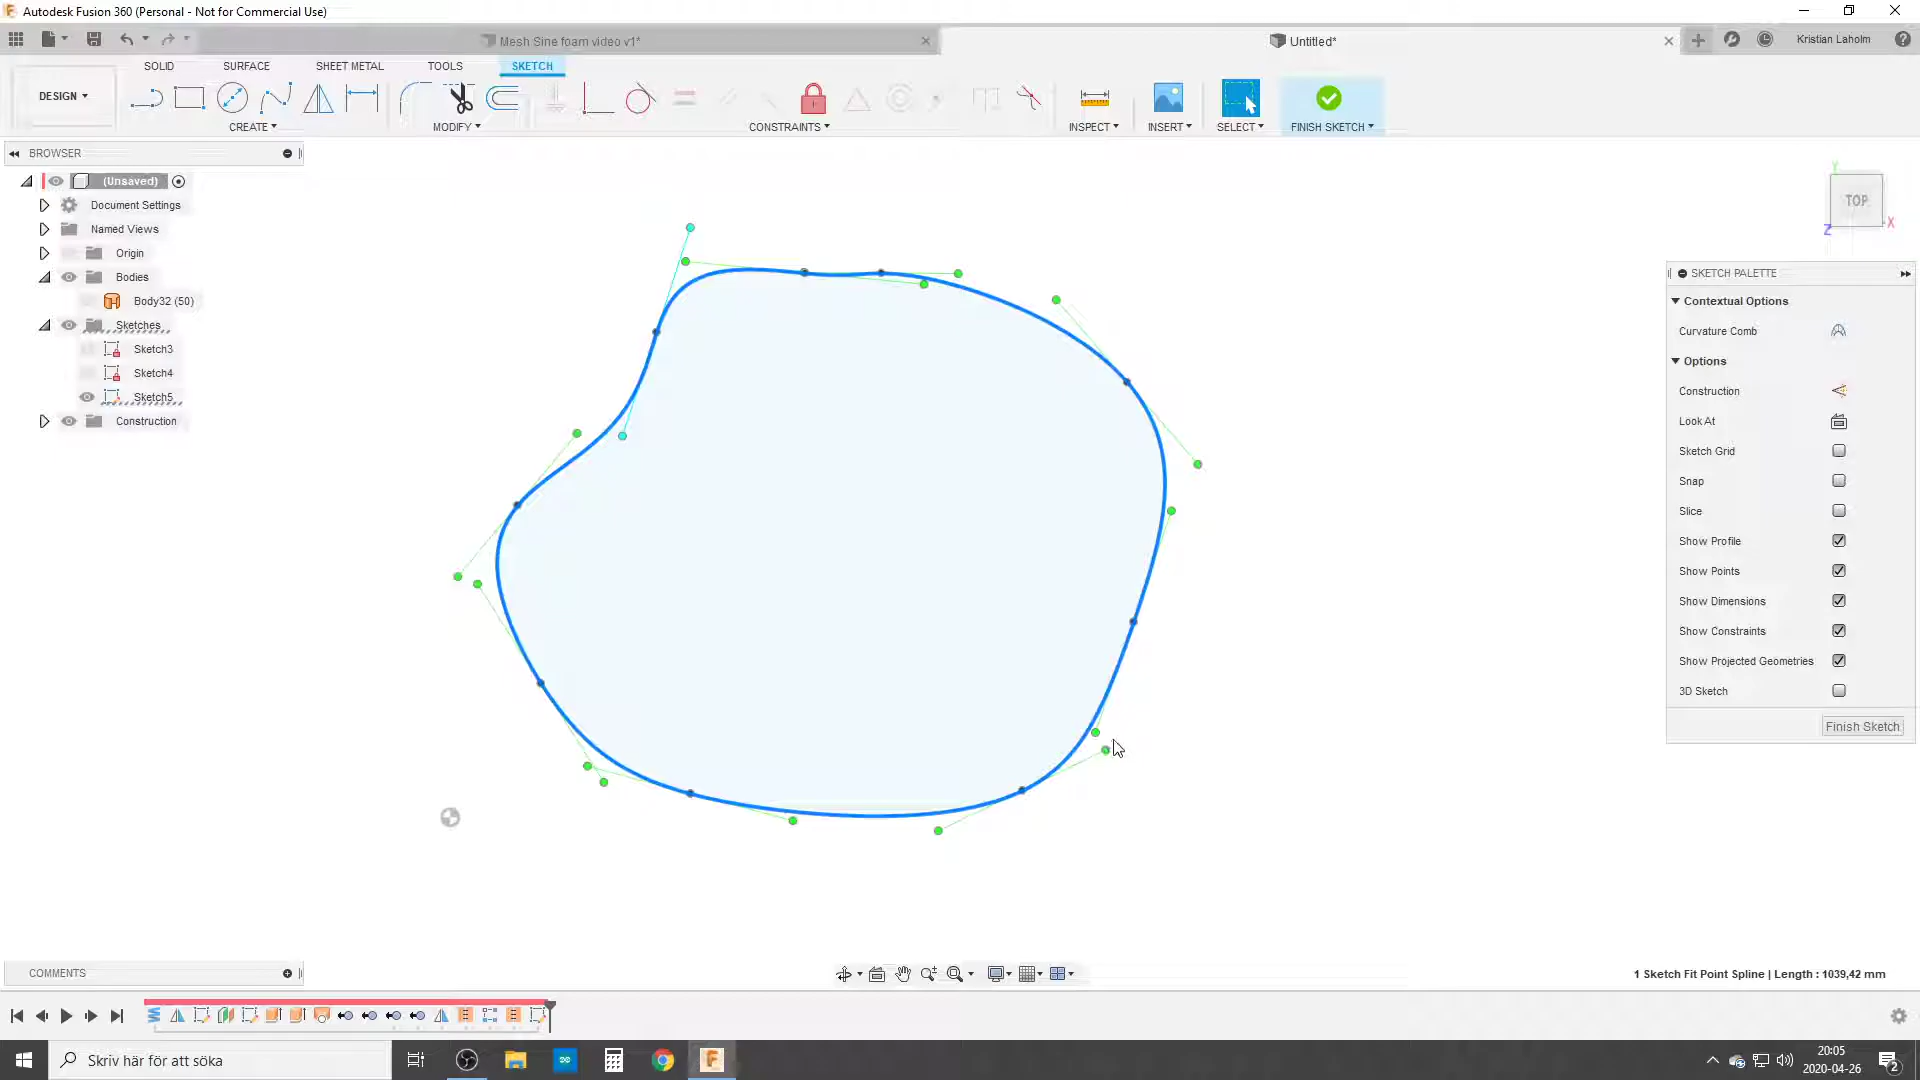 Autodesk Fusion 360 (Personal - Not for Commercial Use)
Mesh Sine foam video v1*
Untitled*
Kristian Laholm
SOLID
SURFACE
SHEET METAL
TOOLS
SKETCH
DESIGN
CREATE
MODIFY
CONSTRAINTS
INSPECT
INSERT
SELECT
FINISH SKETCH
BROWSER
(Unsaved)
Document Settings
Named Views
Origin
Bodies
Body32 (50)
Sketches
Sketch3
Sketch4
Sketch5
Construction
Y
TOP
X
Z
SKETCH PALETTE
Contextual Options
Curvature Comb
Options
Construction
Look At
Sketch Grid
Snap
Slice
Show Profile
Show Points
Show Dimensions
Show Constraints
Show Projected Geometries
3D Sketch
Finish Sketch
COMMENTS
1 Sketch Fit Point Spline | Length : 1039,42 mm
Skriv här för att söka
20:05
2020-04-26
2